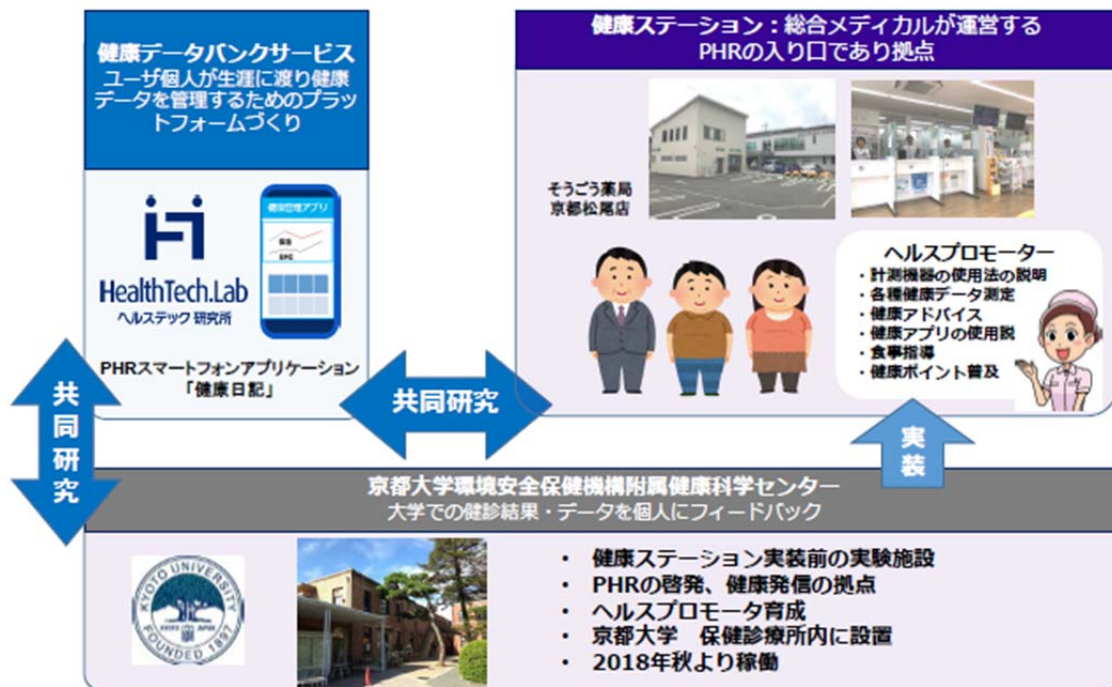 健康データバンクサービス
ユーザ個人が生涯に渡り健康
データを管理するためのプラッ
トフォームづくり
健康管理アプリ
HealthTech.Lab
ヘルステック 研究所
PHRスマートフォンアプリケーション
「健康日記」
健康ステーション：総合メディカルが運営する
PHRの入り口であり拠点
そうごう薬局
京都松尾店
ヘルスプロモーター
・計測機器の使用法の説明
・各種健康データ測定
・健康アドバイス
・健康アプリの使用説
・食事指導
・健康ポイント普及
共同研究
共同研究
実装
京都大学環境安全保健機構附属健康科学センター
大学での健診結果・データを個人にフィードバック
KYOTO UNIVERSITY
FOUNDED 1897
• 健康ステーション実装前の実験施設
• PHRの啓発、健康発信の拠点
• ヘルスプロモータ育成
• 京都大学　保健診療所内に設置
• 2018年秋より稼働